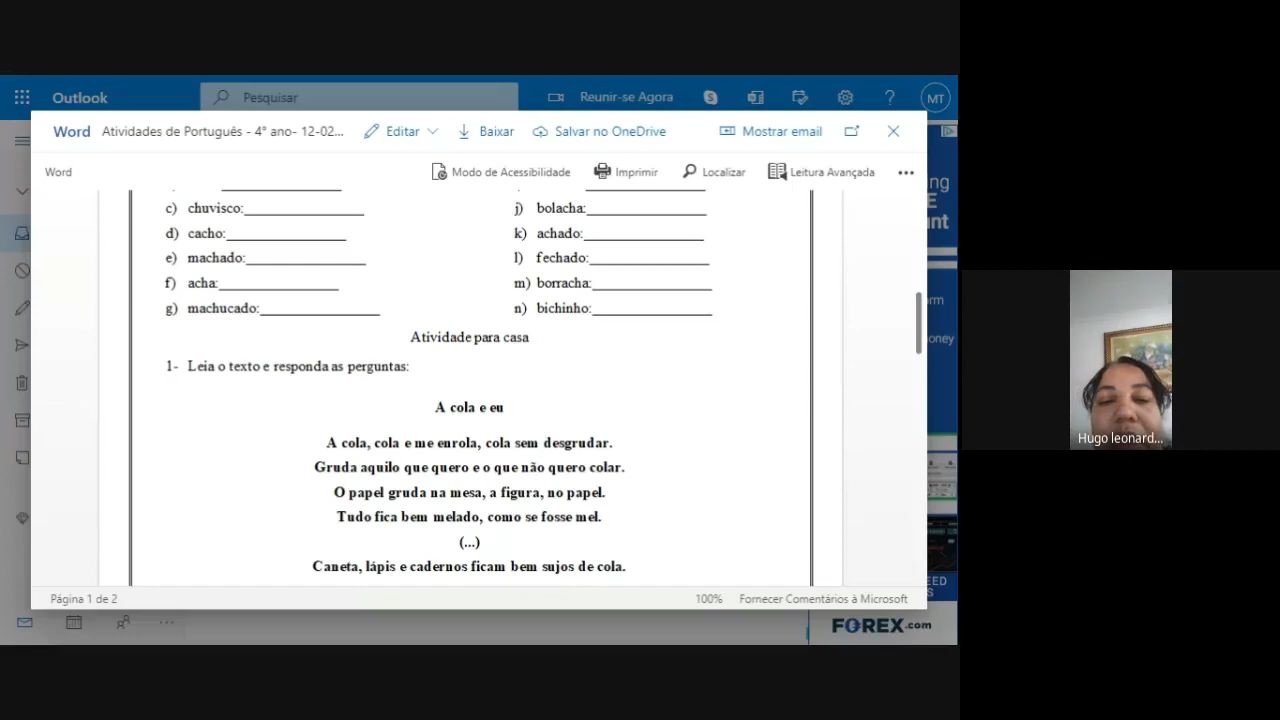 Outlook
Pesquisar
Reunir-se Agora
MT
Word
Atividades de Português - 4° ano- 12-02...
Editar
Baixar
Salvar no OneDrive
Mostrar email
Word
Modo de Acessibilidade
Imprimir
Localizar
Leitura Avançada
c) chuvisco:
j) bolacha:
d) cacho:
k) achado:
e) machado:
l) fechado:
f) acha:
m) borracha:
g) machucado:
n) bichinho:
Atividade para casa
1- Leia o texto e responda as perguntas:
A cola e eu
A cola, cola e me enrola, cola sem desgrudar.
Gruda aquilo que quero e o que não quero colar.
O papel gruda na mesa, a figura, no papel.
Tudo fica bem melado, como se fosse mel.
(...)
Caneta, lápis e cadernos ficam bem sujos de cola.
Página 1 de 2
100%
Fornecer Comentários à Microsoft
FOREX.com
Hugo leonard...